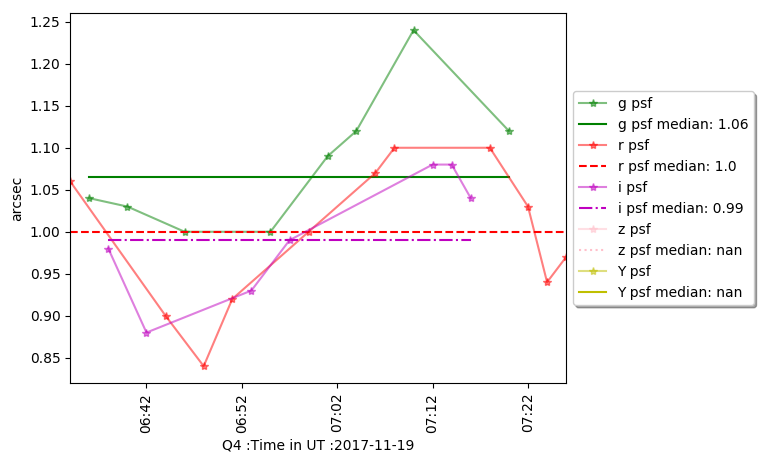 1.25
1.20
1.15
1.10
1.05
1.00
0.95
0.90
0.85
arcsec
06:42
06:52
07:02
07:12
07:22
Q4 :Time in UT :2017-11-19
g psf
g psf median: 1.06
r psf
r psf median: 1.0
i psf
i psf median: 0.99
z psf
z psf median: nan
Y psf
Y psf median: nan